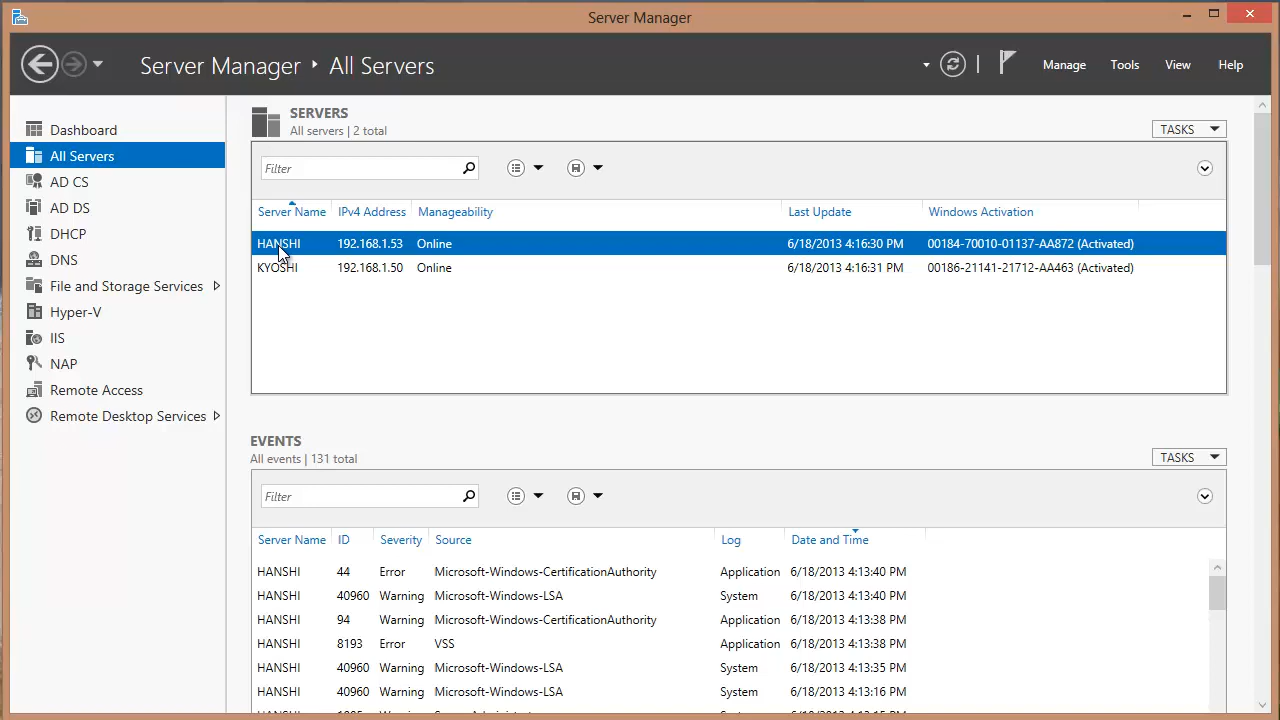 Server Manager
Server Manager ‣ All Servers
Manage Tools View Help
Dashboard
All Servers
AD CS
AD DS
DHCP
DNS
File and Storage Services
Hyper-V
IIS
NAP
Remote Access
Remote Desktop Services
SERVERS
All servers | 2 total
TASKS
Filter
Server Name IPv4 Address Manageability Last Update Windows Activation
HANSHI 192.168.1.53 Online 6/18/2013 4:16:30 PM 00184-70010-01137-AA872 (Activated)
KYOSHI 192.168.1.50 Online 6/18/2013 4:16:31 PM 00186-21141-21712-AA463 (Activated)
EVENTS
All events | 131 total
TASKS
Filter
Server Name ID Severity Source Log Date and Time
HANSHI 44 Error Microsoft-Windows-CertificationAuthority Application 6/18/2013 4:13:40 PM
HANSHI 40960 Warning Microsoft-Windows-LSA System 6/18/2013 4:13:40 PM
HANSHI 94 Warning Microsoft-Windows-CertificationAuthority Application 6/18/2013 4:13:38 PM
HANSHI 8193 Error VSS Application 6/18/2013 4:13:38 PM
HANSHI 40960 Warning Microsoft-Windows-LSA System 6/18/2013 4:13:35 PM
HANSHI 40960 Warning Microsoft-Windows-LSA System 6/18/2013 4:13:16 PM